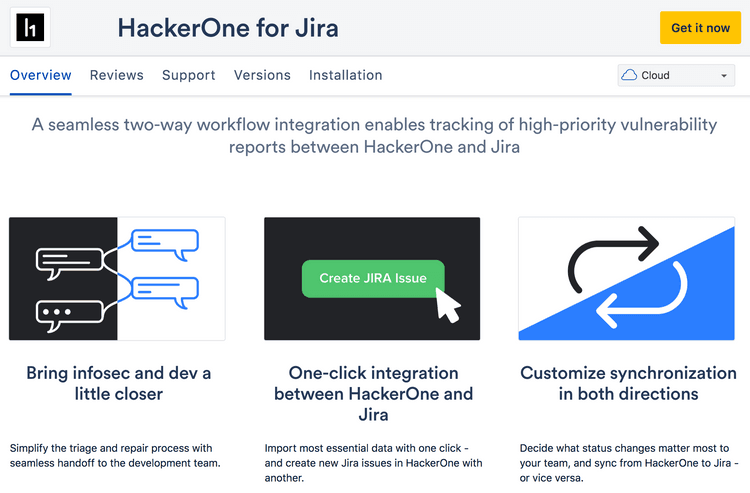 HackerOne for Jira
Get it now
Overview Reviews Support Versions Installation
Cloud
A seamless two-way workflow integration enables tracking of high-priority vulnerability
reports between HackerOne and Jira
Create JIRA Issue
Bring infosec and dev a
little closer
Simplify the triage and repair process with
seamless handoff to the development team.
One-click integration
between HackerOne and
Jira
Import most essential data with one click -
and create new Jira issues in HackerOne with
another.
Customize synchronization
in both directions
Decide what status changes matter most to
your team, and sync from HackerOne to Jira -
or vice versa.